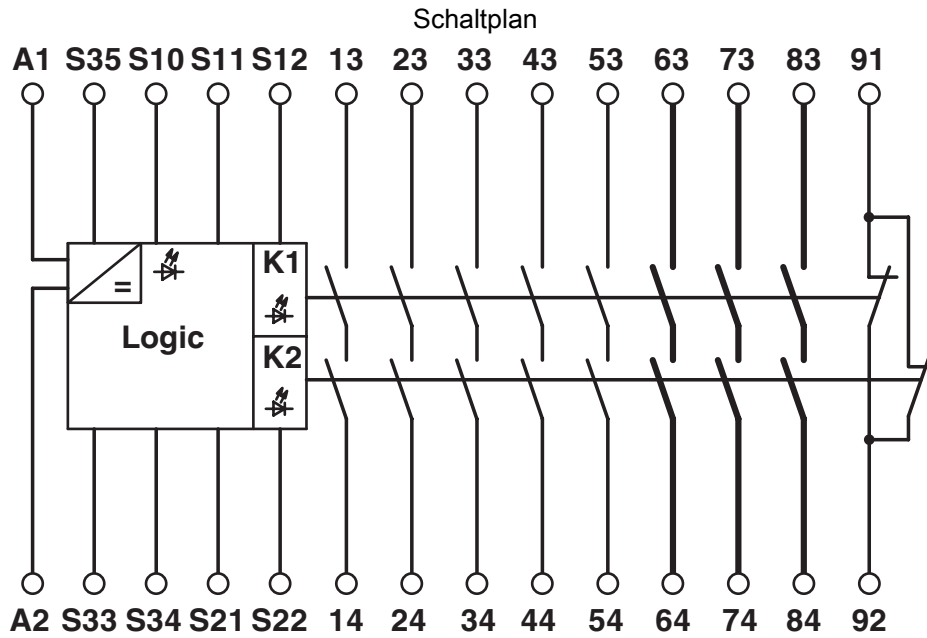 Schaltplan
A1 S35 S10 S11 S12 13 23 33 43 53 63 73 83 91
K1
=
Logic
K2
A2 S33 S34 S21 S22 14 24 34 44 54 64 74 84 92